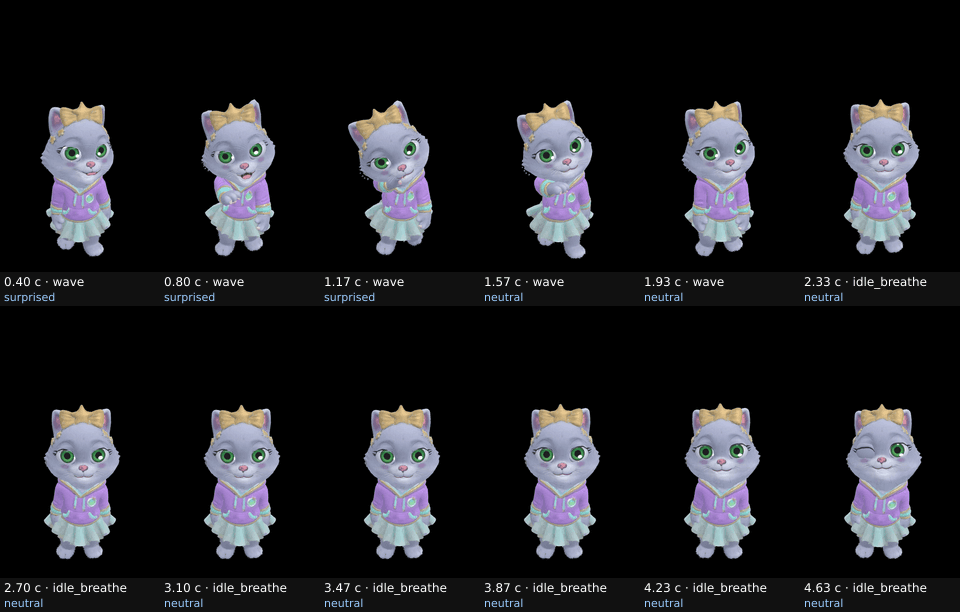 0.40 c · wave
surprised
0.80 c · wave
surprised
1.17 c · wave
surprised
1.57 c · wave
neutral
1.93 c · wave
neutral
2.33 c · idle_breathe
neutral
2.70 c · idle_breathe
neutral
3.10 c · idle_breathe
neutral
3.47 c · idle_breathe
neutral
3.87 c · idle_breathe
neutral
4.23 c · idle_breathe
neutral
4.63 c · idle_breathe
neutral